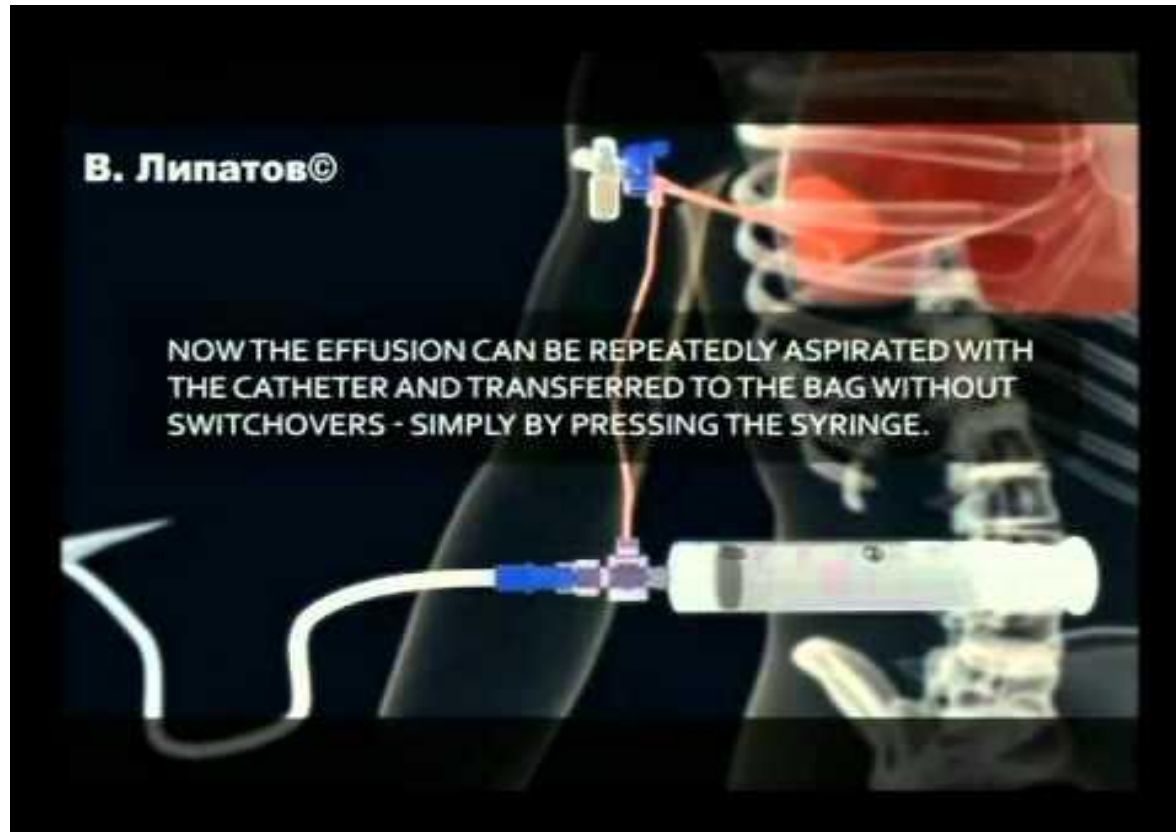 В. Липатов©
NOW THE EFFUSION CAN BE REPEATEDLY ASPIRATED WITH
THE CATHETER AND TRANSFERRED TO THE BAG WITHOUT
SWITCHOVERS - SIMPLY BY PRESSING THE SYRINGE.